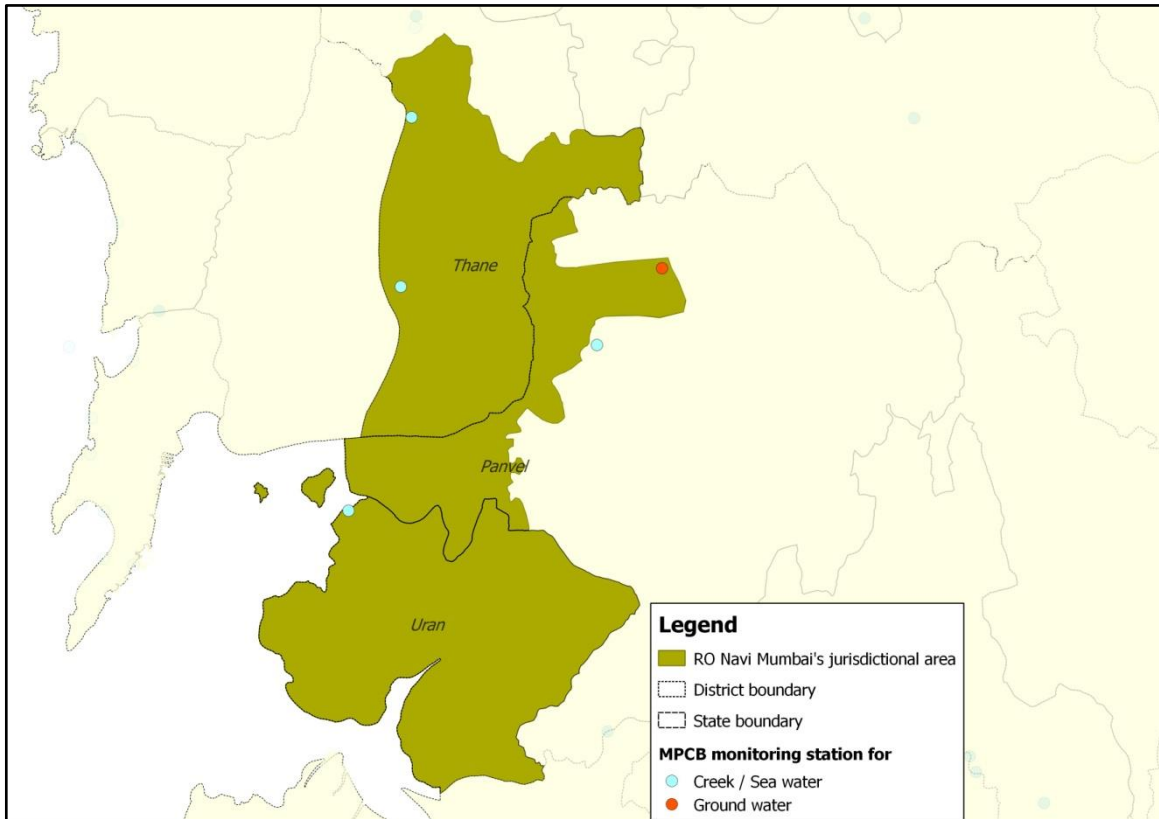 Thane
Panvel
Uran
Legend
RO Navi Mumbai's jurisdictional area
District boundary
State boundary
MPCB monitoring station for
Creek / Sea water
Ground water